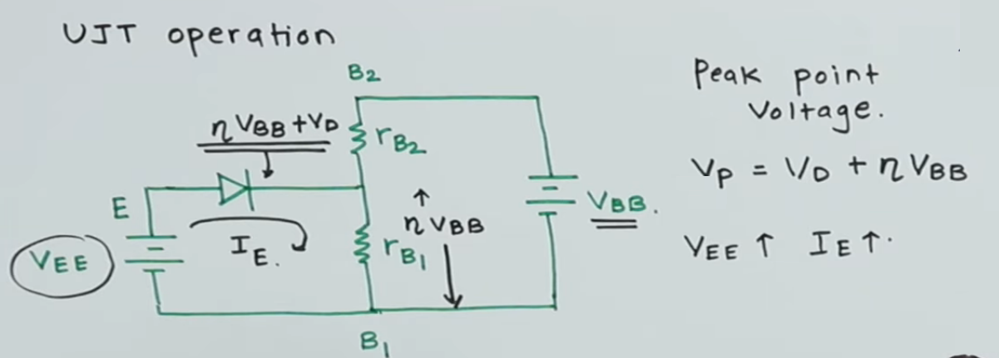 UJT operation
B2
ηVBB+VD
rB2
E
VEE
IE.
ηVBB
rB1
VBB.
B1
Peak point
Voltage.
VP = VD + ηVBB
VEE ↑ IE ↑.